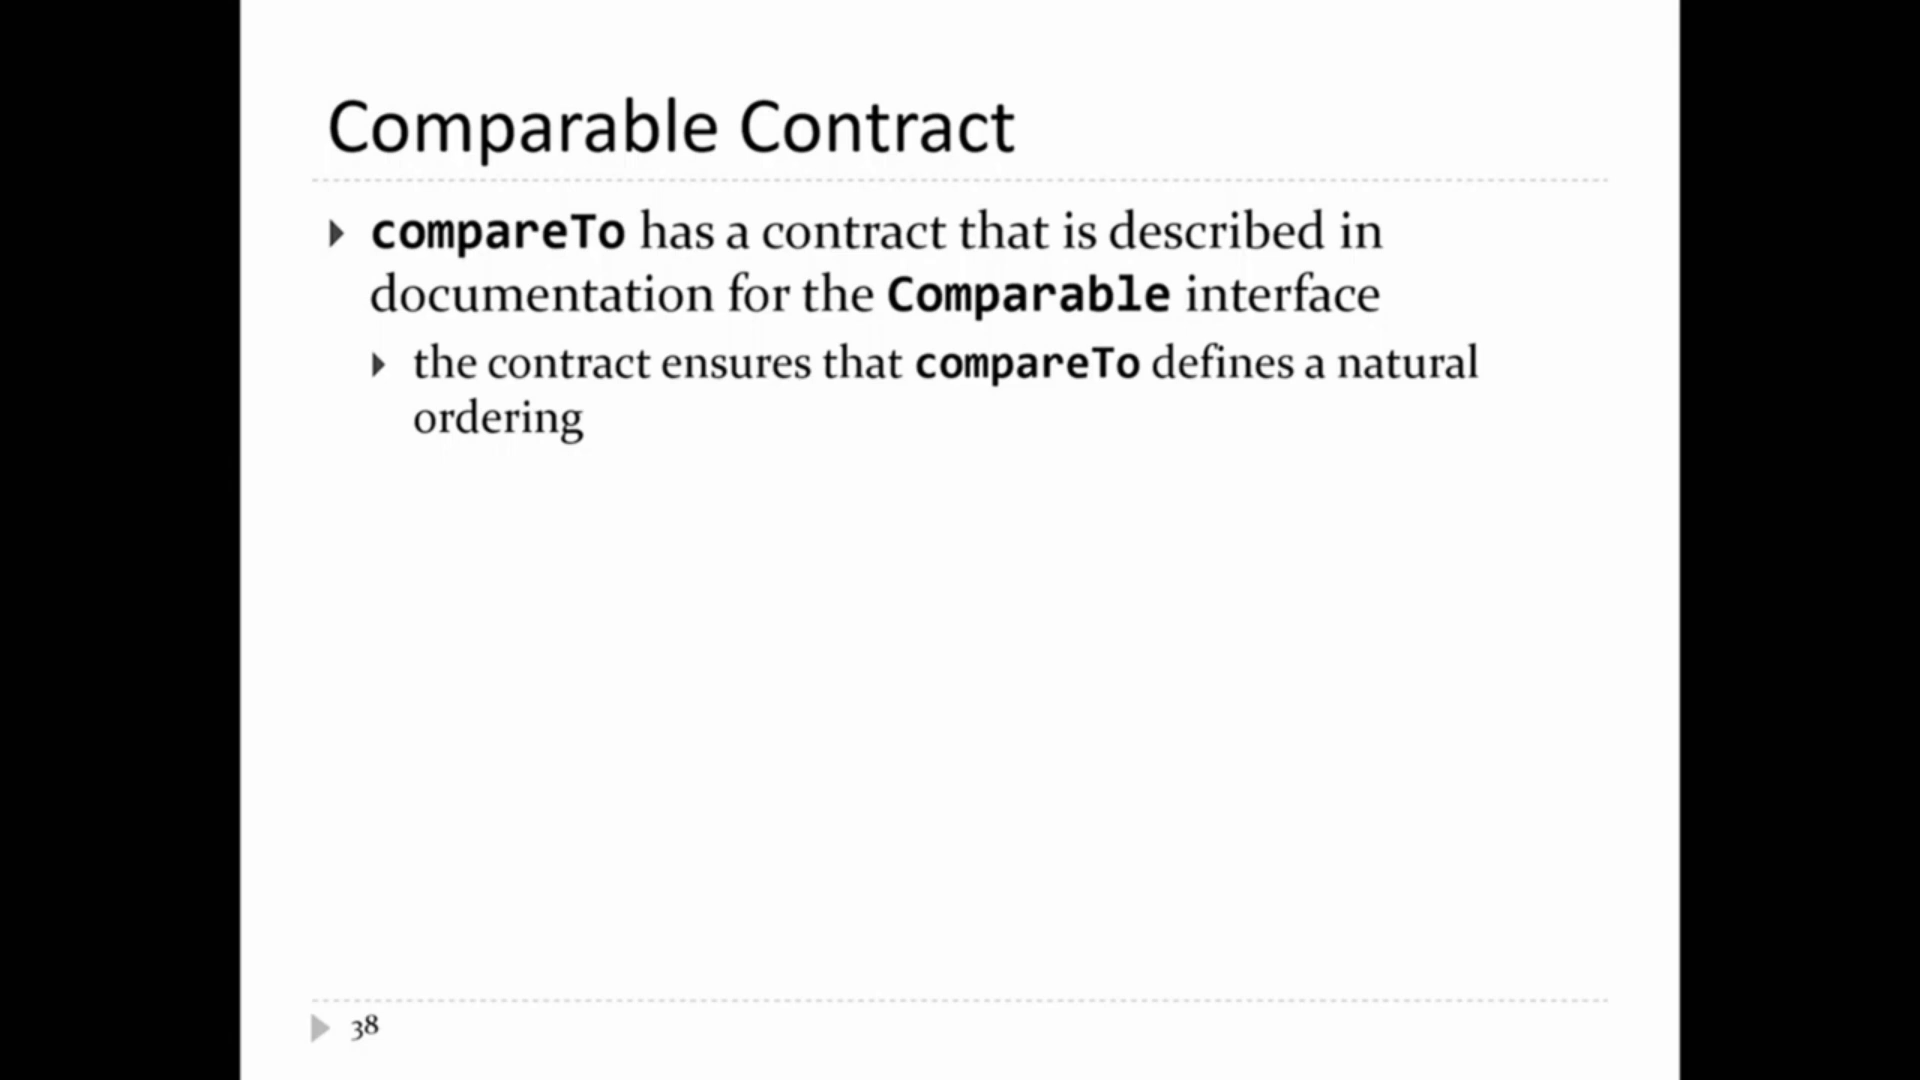 Comparable Contract
compareTo has a contract that is described in
documentation for the Comparable interface
the contract ensures that compareTo defines a natural
ordering
38